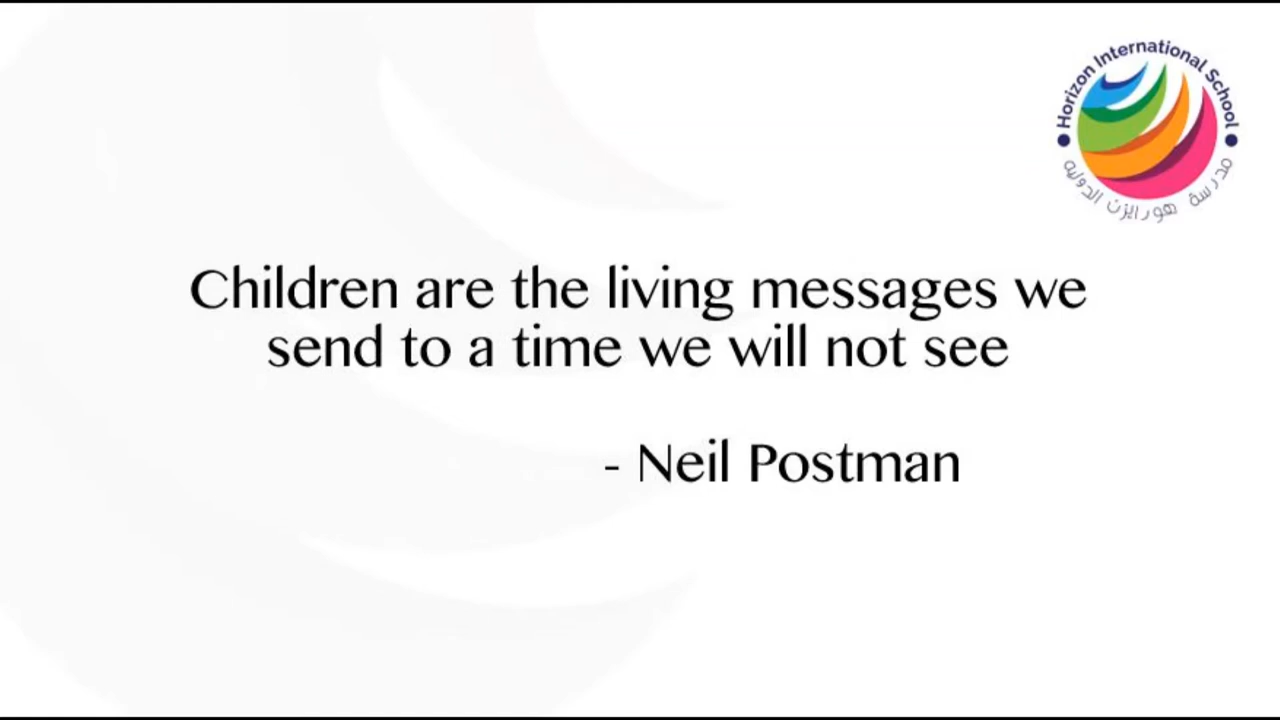 Horizon International School
مدرسة هورايزن الدولية
Children are the living messages we
send to a time we will not see
- Neil Postman